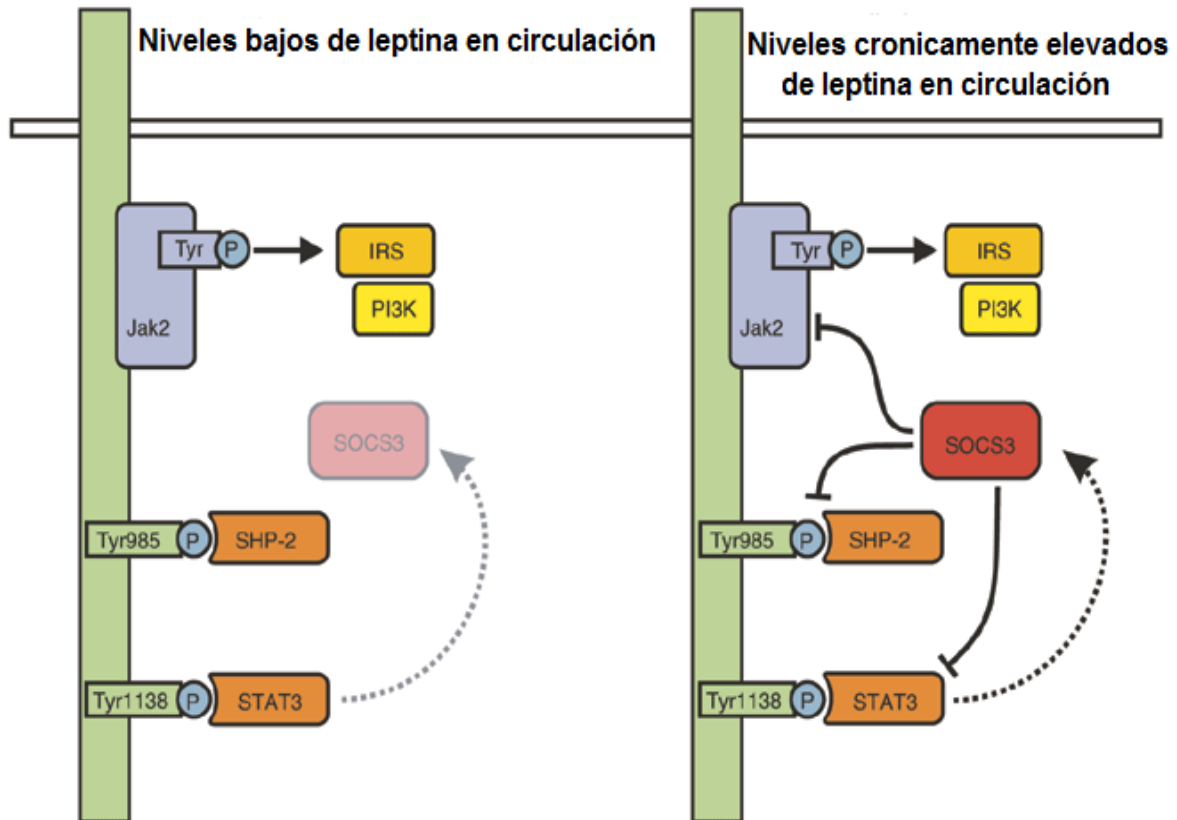 Niveles bajos de leptina en circulación
Tyr
P
IRS
PI3K
Jak2
SOCS3
Tyr985
P
SHP-2
Tyr1138
P
STAT3
Niveles cronicamente elevados
de leptina en circulación
Tyr
P
IRS
PI3K
Jak2
SOCS3
Tyr985
P
SHP-2
Tyr1138
P
STAT3